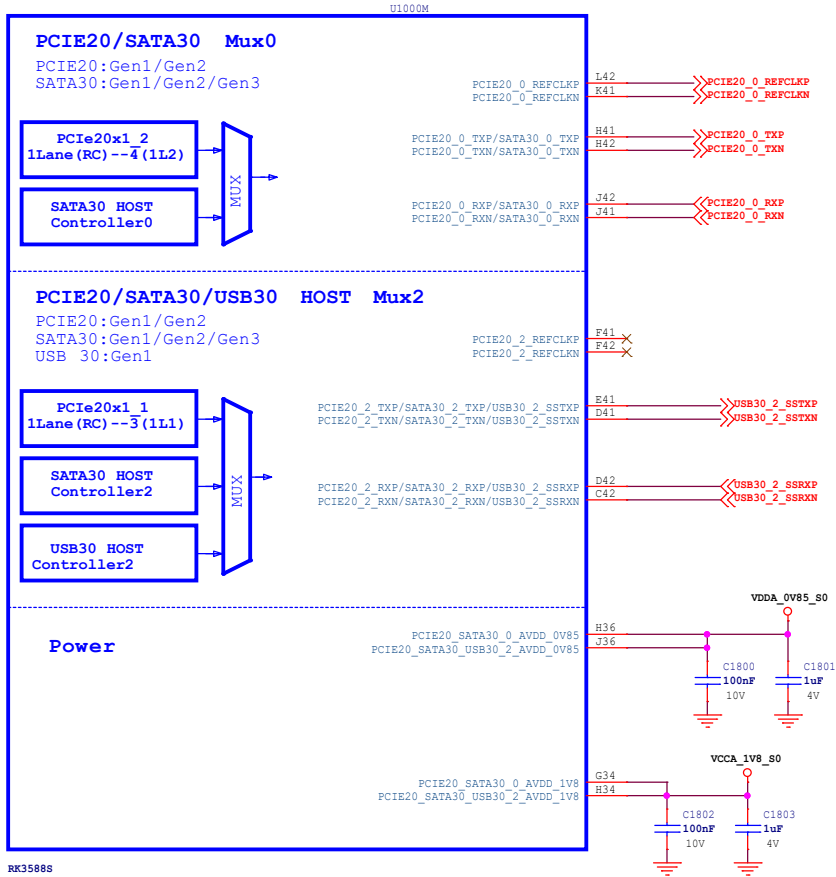 U1000M
PCIE20/SATA30 Mux0
PCIE20:Gen1/Gen2
SATA30:Gen1/Gen2/Gen3
PCIE20_0_REFCLKP L42 PCIE20_0_REFCLKP
PCIE20_0_REFCLKN K41 PCIE20_0_REFCLKN
PCIe20x1_2
1Lane(RC)--4(1L2)
MUX
PCIE20_0_TXP/SATA30_0_TXP H41 PCIE20_0_TXP
PCIE20_0_TXN/SATA30_0_TXN H42 PCIE20_0_TXN
SATA30 HOST
Controller0
PCIE20_0_RXP/SATA30_0_RXP J42 PCIE20_0_RXP
PCIE20_0_RXN/SATA30_0_RXN J41 PCIE20_0_RXN
PCIE20/SATA30/USB30 HOST Mux2
PCIE20:Gen1/Gen2
SATA30:Gen1/Gen2/Gen3
USB 30:Gen1
PCIE20_2_REFCLKP F41
PCIE20_2_REFCLKN F42
PCIe20x1_1
1Lane(RC)--3(1L1)
PCIE20_2_TXP/SATA30_2_TXP/USB30_2_SSTXP E41 USB30_2_SSTXP
PCIE20_2_TXN/SATA30_2_TXN/USB30_2_SSTXN D41 USB30_2_SSTXN
SATA30 HOST
Controller2
MUX
PCIE20_2_RXP/SATA30_2_RXP/USB30_2_SSRXP D42 USB30_2_SSRXP
PCIE20_2_RXN/SATA30_2_RXN/USB30_2_SSRXN C42 USB30_2_SSRXN
USB30 HOST
Controller2
VDDA_0V85_S0
Power
PCIE20_SATA30_0_AVDD_0V85 H36
PCIE20_SATA30_USB30_2_AVDD_0V85 J36
C1800 C1801
100nF 1uF
10V 4V
VCCA_1V8_S0
PCIE20_SATA30_0_AVDD_1V8 G34
PCIE20_SATA30_USB30_2_AVDD_1V8 H34
C1802 C1803
100nF 1uF
10V 4V
RK3588S